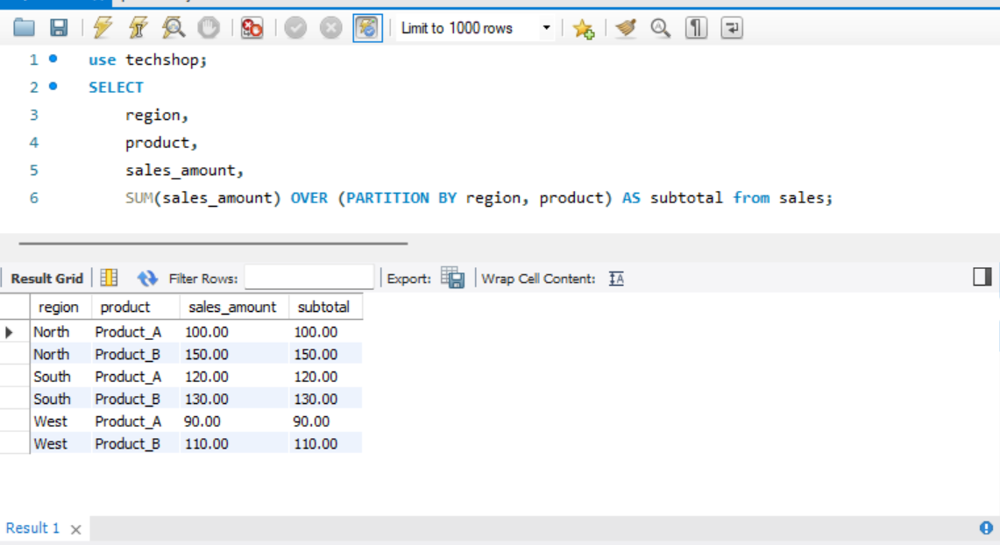 Limit to 1000 rows
1 use techshop;
2 SELECT
3 region,
4 product,
5 sales_amount,
6 SUM(sales_amount) OVER (PARTITION BY region, product) AS subtotal from sales;
Result Grid Filter Rows: Export: Wrap Cell Content: IA
region product sales_amount subtotal
North Product_A 100.00 100.00
North Product_B 150.00 150.00
South Product_A 120.00 120.00
South Product_B 130.00 130.00
West Product_A 90.00 90.00
West Product_B 110.00 110.00
Result 1